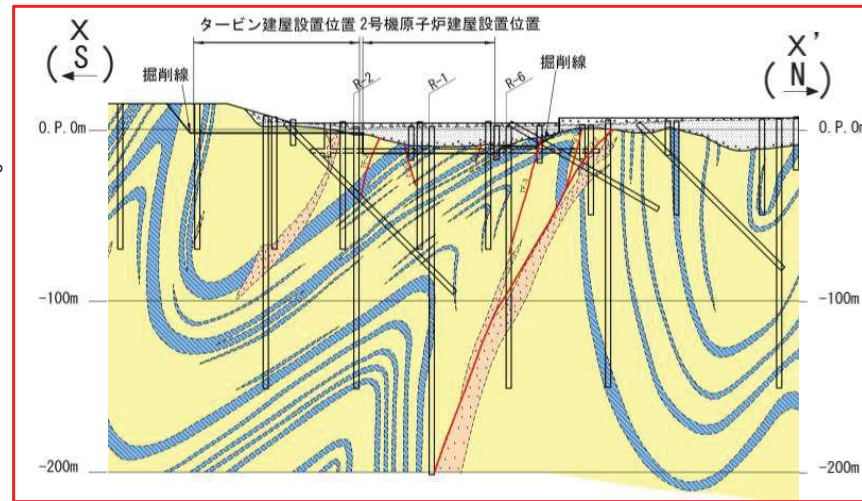 タービン建屋設置位置 2号機原子炉建屋設置位置
X
(S)
X'
(N)
掘削線
R-2
R-1
R-6
掘削線
O.P.0m
O.P.0m
-100m
-100m
-200m
-200m